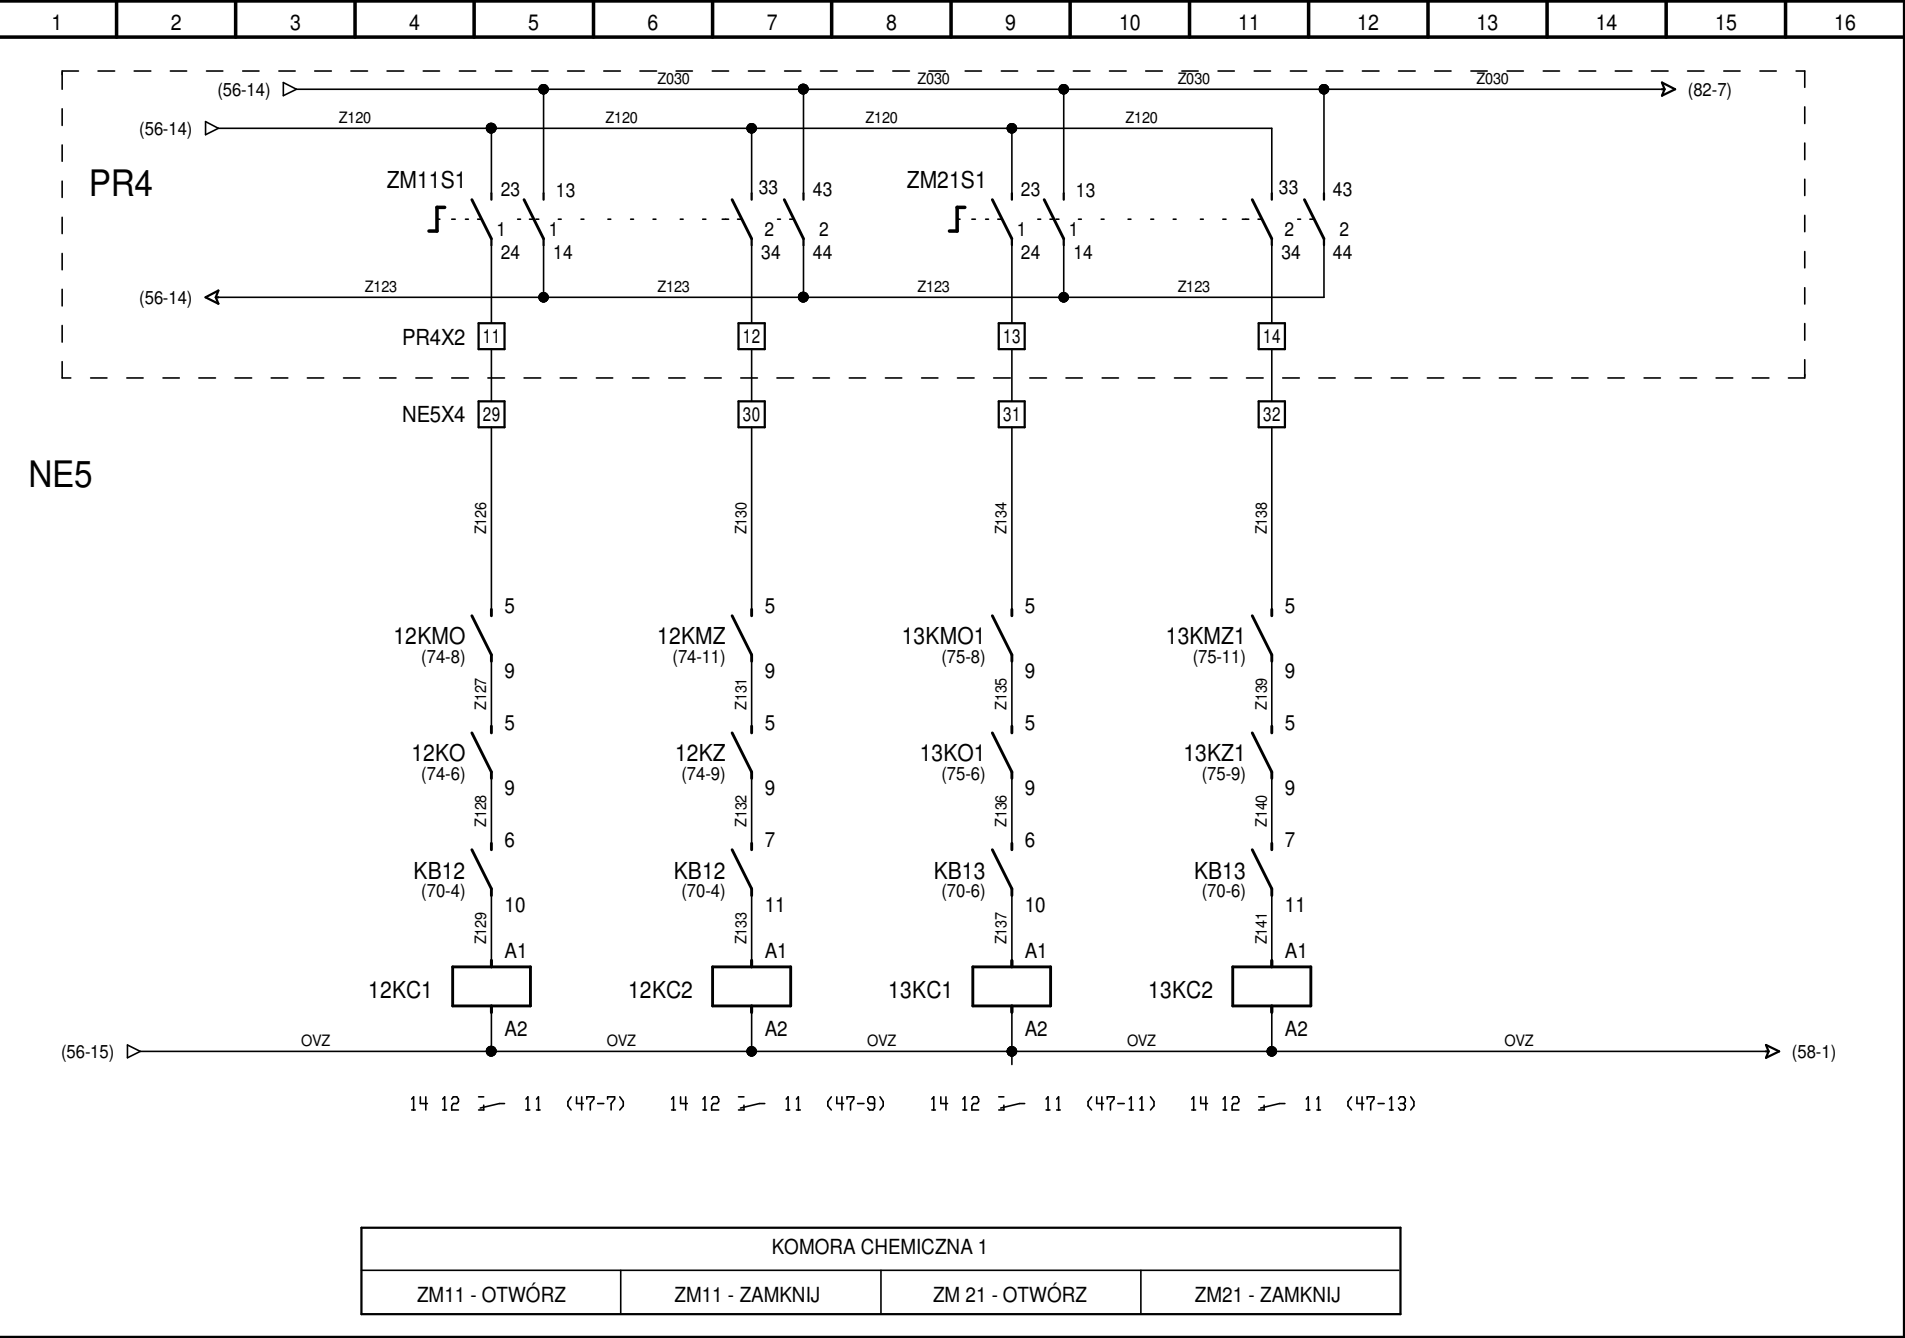 1 2 3 4 5 6 7 8 9 10 11 12 13 14 15 16
(56-14) Z030 Z030 Z030 Z030 (82-7)
(56-14) Z120 Z120 Z120 Z120
PR4
ZM11S1 23 13 33 43 ZM21S1 23 13 33 43
1 1 2 2 1 1 2 2
24 14 34 44 24 14 34 44
(56-14) Z123 Z123 Z123 Z123
PR4X2 11 12 13 14
NE5X4 29 30 31 32
NE5
Z126 Z130 Z134 Z138
5 5 5 5
12KMO 12KMZ 13KMO1 13KMZ1
(74-8) (74-11) (75-8) (75-11)
9 9 9 9
Z127 Z131 Z135 Z139
5 5 5 5
12KO 12KZ 13KO1 13KZ1
(74-6) (74-9) (75-6) (75-9)
9 9 9 9
Z128 Z132 Z136 Z140
6 7 6 7
KB12 KB12 KB13 KB13
(70-4) (70-4) (70-6) (70-6)
10 11 10 11
Z129 Z133 Z137 Z141
A1 A1 A1 A1
12KC1 12KC2 13KC1 13KC2
A2 A2 A2 A2
(56-15) OVZ OVZ OVZ OVZ OVZ (58-1)
14 12 11 (47-7) 14 12 11 (47-9) 14 12 11 (47-11) 14 12 11 (47-13)
KOMORA CHEMICZNA 1
ZM11 - OTWÓRZ ZM11 - ZAMKNIJ ZM 21 - OTWÓRZ ZM21 - ZAMKNIJ